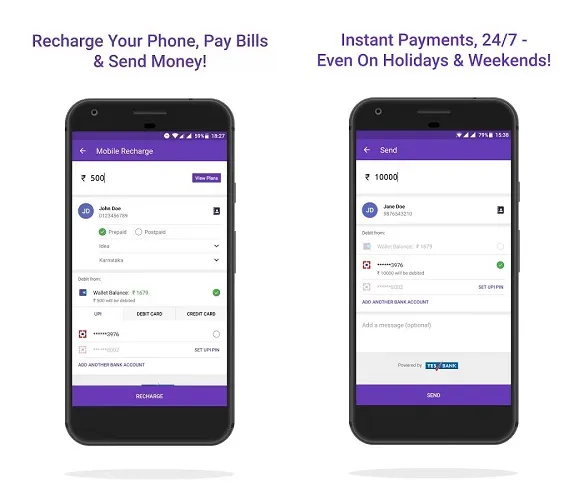 Recharge Your Phone, Pay Bills
& Send Money!
59% 18:27
Mobile Recharge
₹ 500
View Plans
JD
John Doe
0123456789
Prepaid Postpaid
Idea
Karnataka
Debit from:
Wallet Balance: ₹ 1679
₹ 500 will be debited
UPI DEBIT CARD CREDIT CARD
******3976
******6002 SET UPI PIN
ADD ANOTHER BANK ACCOUNT
RECHARGE
Instant Payments, 24/7 -
Even On Holidays & Weekends!
79% 15:38
Send
₹ 10000
JD
Jane Doe
9876543210
Debit from:
Wallet Balance: ₹ 1679
******3976
₹ 10000 will be debited
******6002 SET UPI PIN
ADD ANOTHER BANK ACCOUNT
Add a message (optional)
Powered by YES BANK
SEND